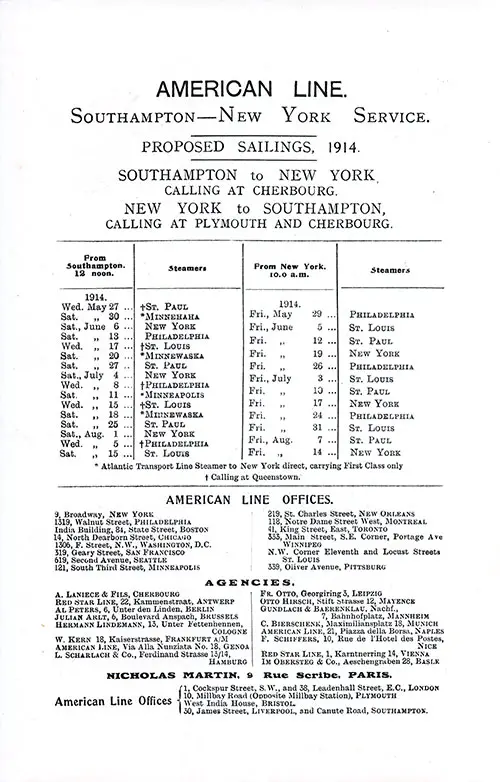 AMERICAN LINE.
SOUTHAMPTON—NEW YORK SERVICE.
PROPOSED SAILINGS, 1914.
SOUTHAMPTON to NEW YORK,
CALLING AT CHERBOURG.
NEW YORK to SOUTHAMPTON,
CALLING AT PLYMOUTH AND CHERBOURG.
From Southampton. 12 noon. Steamers From New York. 10.0 a.m. Steamers
1914. 1914.
Wed. May 27 ... †ST. PAUL Fri., May 29 ... PHILADELPHIA
Sat. „ 30 ... *MINNEHAHA Fri., June 5 ... ST. LOUIS
Sat., June 6 ... NEW YORK Fri. „ 12 ... ST. PAUL
Sat. „ 13 ... PHILADELPHIA Fri. „ 19 ... NEW YORK
Wed. „ 17 ... †ST. LOUIS Fri. „ 26 ... PHILADELPHIA
Sat. „ 20 ... *MINNEWASKA Fri., July 3 ... ST. LOUIS
Sat. „ 27 .. ST. PAUL Fri. „ 10 ... ST. PAUL
Sat., July 4 ... NEW YORK Fri. „ 17 ... NEW YORK
Wed. „ 8 ... †PHILADELPHIA Fri. „ 24 ... PHILADELPHIA
Sat. „ 11 ... *MINNEAPOLIS Fri. „ 31 ... ST. LOUIS
Wed. „ 15 ... †ST. LOUIS Fri., Aug. 7 ... ST. PAUL
Sat. „ 18 ... *MINNEWASKA Fri. „ 14 ... NEW YORK
Sat. „ 25 ... ST. PAUL
Sat., Aug. 1 ... NEW YORK
Wed. „ 5 ... †PHILADELPHIA
Sat. „ 15 ... ST. LOUIS
* Atlantic Transport Line Steamer to New York direct, carrying First Class only
† Calling at Queenstown.
AMERICAN LINE OFFICES.
9, Broadway, NEW YORK
1319, Walnut Street, PHILADELPHIA
India Building, 84, State Street, BOSTON
14, North Dearborn Street, CHICAGO
1306, F. Street, N.W., WASHINGTON, D.C.
319, Geary Street, SAN FRANCISCO
619, Second Avenue, SEATTLE
121, South Third Street, MINNEAPOLIS
219, St. Charles Street, NEW ORLEANS
118, Notre Dame Street West, MONTREAL
41, King Street, East, TORONTO
333, Main Street, S.E. Corner, Portage Ave
WINNIPEG
N.W. Corner Eleventh and Locust Streets
ST. LOUIS
339, Oliver Avenue, PITTSBURG
AGENCIES.
A. LANIECE & FILS, CHERBOURG
RED STAR LINE, 22, Kammenstraat, ANTWERP
AL PETERS, 6, Unter den Linden, BERLIN
JULIAN ARLT, 6, Boulevard Anspach, BRUSSELS
HERMANN LINDEMANN, 13, Unter Fettenhennen,
COLOGNE
W. KERN 18, Kaiserstrasse, FRANKFURT A/M
AMERICAN LINE, Via Alla Nunziata No. 18, GENOA
L. SCHARLACH & Co., Ferdinand Strasse 13/14,
HAMBURG
FR. OTTO, Georgiring 3, LEIPZIG
OTTO HIRSCH, Stift Strasse 12, MAYENCE
GUNDLACH & BAERENKLAU, Nachf.,
7, Bahnhofplatz, MANNHEIM
C. BIERSCHENK, Maximiliansplatz 18, MUNICH
AMERICAN LINE, 21, Piazza della Borsa, NAPLES
F. SCHIFFERS, 10, Rue de l'Hotel des Postes,
NICE
RED STAR LINE, 1, Karntnerring 14, VIENNA
IM OBERSTEG & Co., Aeschengraben 28, BASLE
NICHOLAS MARTIN, 9 Rue Scribe, PARIS.
American Line Offices
1, Cockspur Street, S.W., and 38, Leadenhall Street, E.C., LONDON
10, Millbay Road (Opposite Millbay Station), PLYMOUTH
West India House, BRISTOL.
30, James Street, LIVERPOOL, and Canute Road, SOUTHAMPTON.